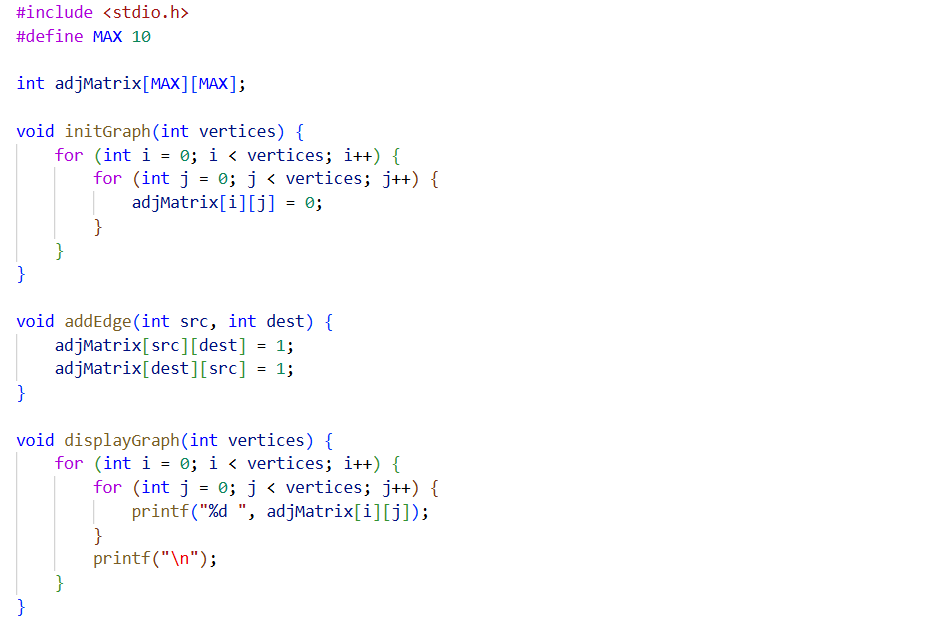 #include <stdio.h>
#define MAX 10

int adjMatrix[MAX][MAX];

void initGraph(int vertices) {
    for (int i = 0; i < vertices; i++) {
        for (int j = 0; j < vertices; j++) {
            adjMatrix[i][j] = 0;
        }
    }
}

void addEdge(int src, int dest) {
    adjMatrix[src][dest] = 1;
    adjMatrix[dest][src] = 1;
}

void displayGraph(int vertices) {
    for (int i = 0; i < vertices; i++) {
        for (int j = 0; j < vertices; j++) {
            printf("%d ", adjMatrix[i][j]);
        }
        printf("\n");
    }
}